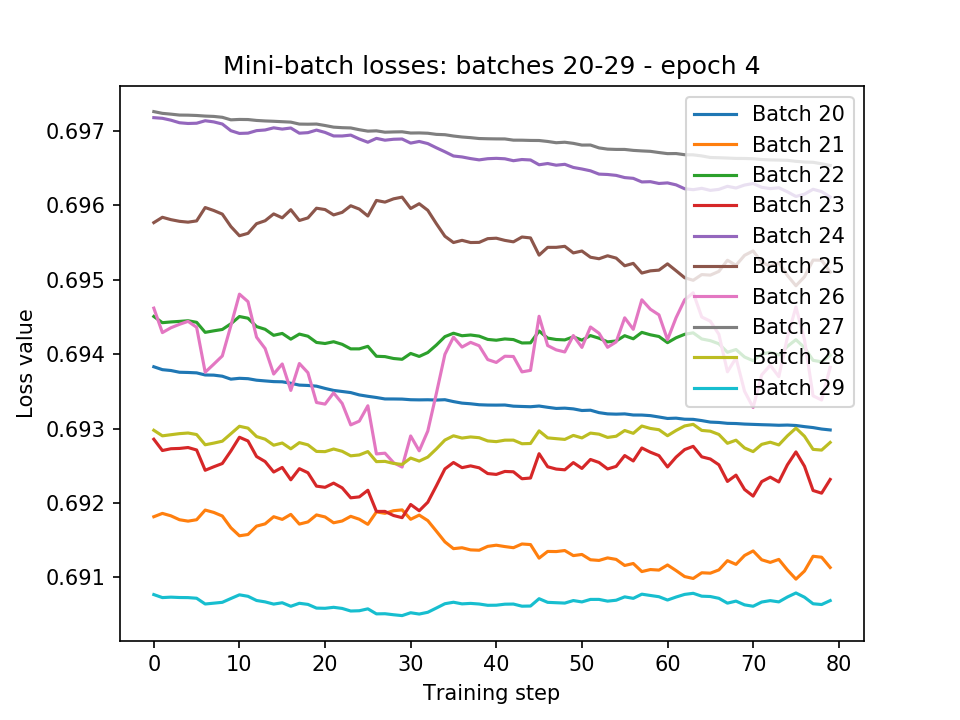 Mini-batch losses: batches 20-29 - epoch 4
0.697
0.696
0.695
0.694
0.693
0.692
0.691
Loss value
0
10
20
30
40
50
60
70
80
Training step
Batch 20
Batch 21
Batch 22
Batch 23
Batch 24
Batch 25
Batch 26
Batch 27
Batch 28
Batch 29